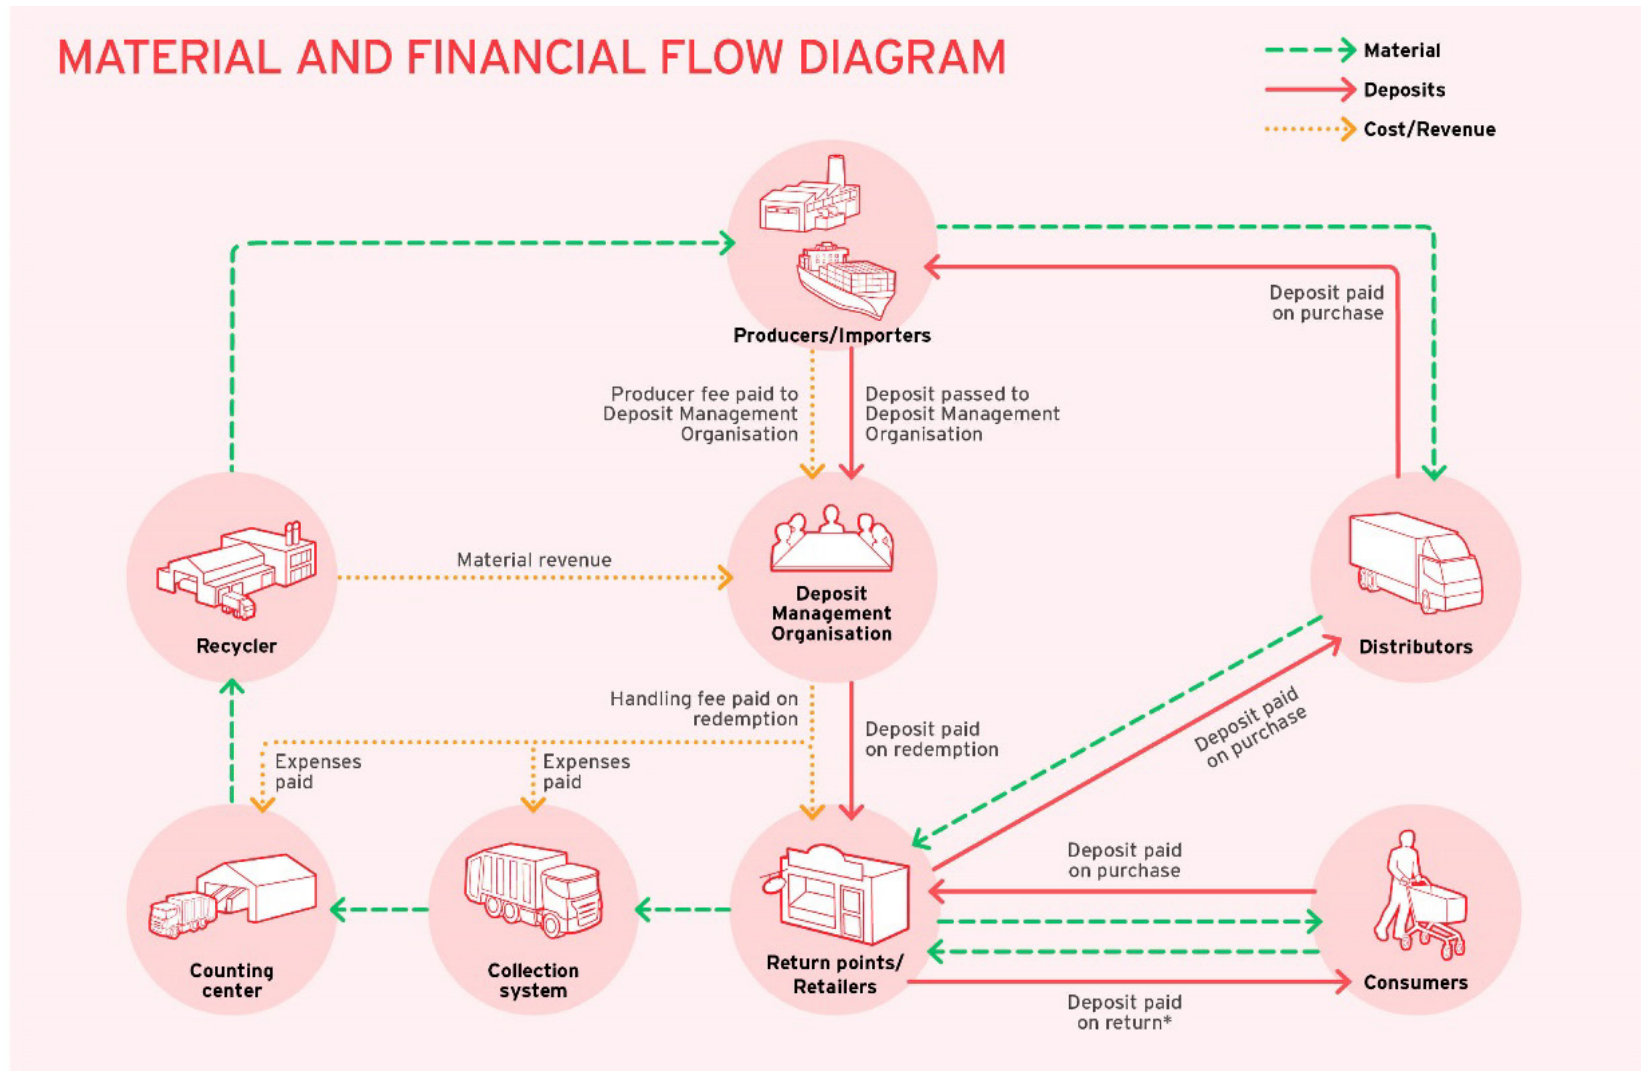 MATERIAL AND FINANCIAL FLOW DIAGRAM
Material
Deposits
Cost/Revenue
Producers/Importers
Deposit paid
on purchase
Producer fee paid to
Deposit Management
Organisation
Deposit passed to
Deposit Management
Organisation
Material revenue
Recycler
Deposit
Management
Organisation
Distributors
Handling fee paid on
redemption
Deposit paid
on redemption
Deposit paid
on purchase
Expenses
paid
Expenses
paid
Deposit paid
on purchase
Counting
center
Collection
system
Return points/
Retailers
Consumers
Deposit paid
on return*